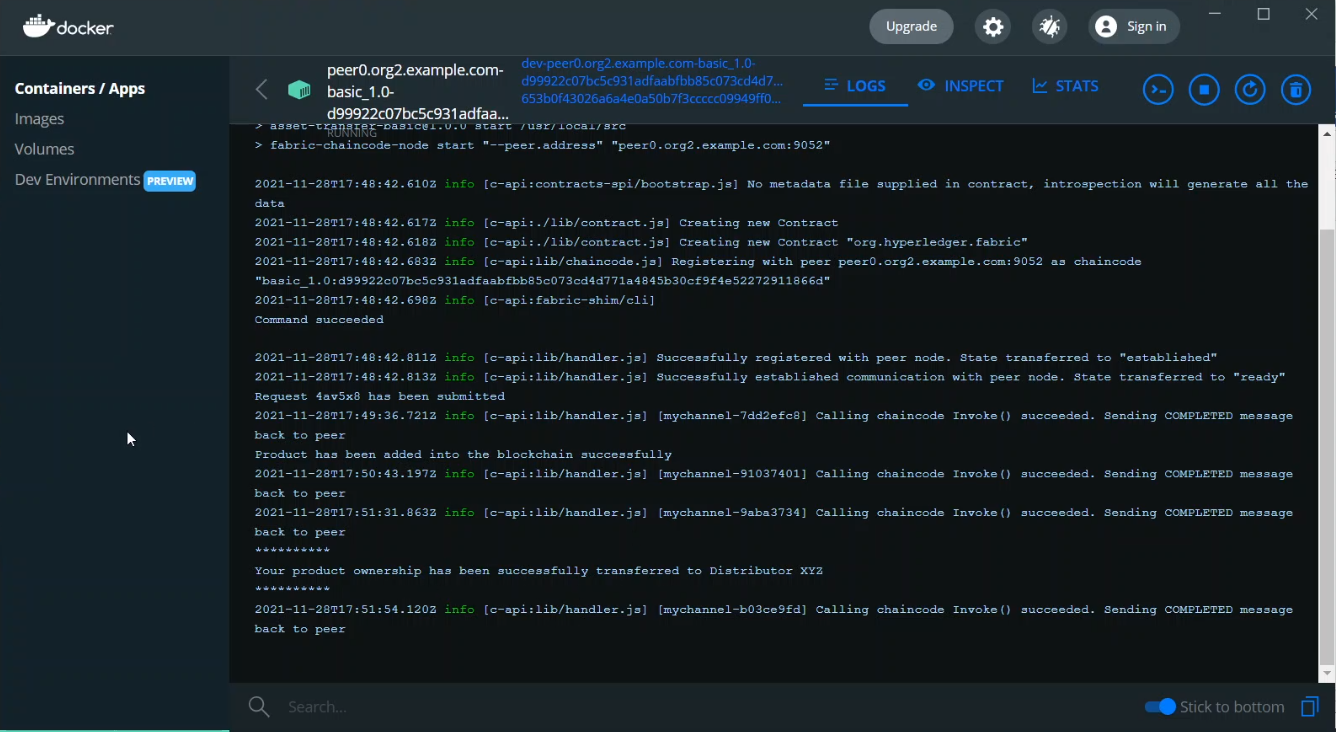 docker
Upgrade
Sign in
Containers / Apps
Images
Volumes
Dev Environments PREVIEW
peer0.org2.example.com-
basic_1.0-
d99922c07bc5c931adfaa...
RUNNING
dev-peer0.org2.example.com-basic_1.0-
d99922c07bc5c931adfaabfbb85c073cd4d7...
653b0f43026a6a4e0a50b7f3ccccc09949ff0...
LOGS
INSPECT
STATS
> asset-transfer-basic@1.0.0 start /usr/local/src
> fabric-chaincode-node start "--peer.address" "peer0.org2.example.com:9052"
2021-11-28T17:48:42.610Z info [c-api:contracts-spi/bootstrap.js] No metadata file supplied in contract, introspection will generate all the
data
2021-11-28T17:48:42.617Z info [c-api:./lib/contract.js] Creating new Contract
2021-11-28T17:48:42.618Z info [c-api:./lib/contract.js] Creating new Contract "org.hyperledger.fabric"
2021-11-28T17:48:42.683Z info [c-api:lib/chaincode.js] Registering with peer peer0.org2.example.com:9052 as chaincode
"basic_1.0:d99922c07bc5c931adfaabfbb85c073cd4d771a4845b30cf9f4e52272911866d"
2021-11-28T17:48:42.698Z info [c-api:fabric-shim/cli]
Command succeeded
2021-11-28T17:48:42.811Z info [c-api:lib/handler.js] Successfully registered with peer node. State transferred to "established"
2021-11-28T17:48:42.813Z info [c-api:lib/handler.js] Successfully established communication with peer node. State transferred to "ready"
Request 4av5x8 has been submitted
2021-11-28T17:49:36.721Z info [c-api:lib/handler.js] [mychannel-7dd2efc8] Calling chaincode Invoke() succeeded. Sending COMPLETED message
back to peer
Product has been added into the blockchain successfully
2021-11-28T17:50:43.197Z info [c-api:lib/handler.js] [mychannel-91037401] Calling chaincode Invoke() succeeded. Sending COMPLETED message
back to peer
2021-11-28T17:51:31.863Z info [c-api:lib/handler.js] [mychannel-9aba3734] Calling chaincode Invoke() succeeded. Sending COMPLETED message
back to peer
**********
Your product ownership has been successfully transferred to Distributor XYZ
**********
2021-11-28T17:51:54.120Z info [c-api:lib/handler.js] [mychannel-b03ce9fd] Calling chaincode Invoke() succeeded. Sending COMPLETED message
back to peer
Search...
Stick to bottom